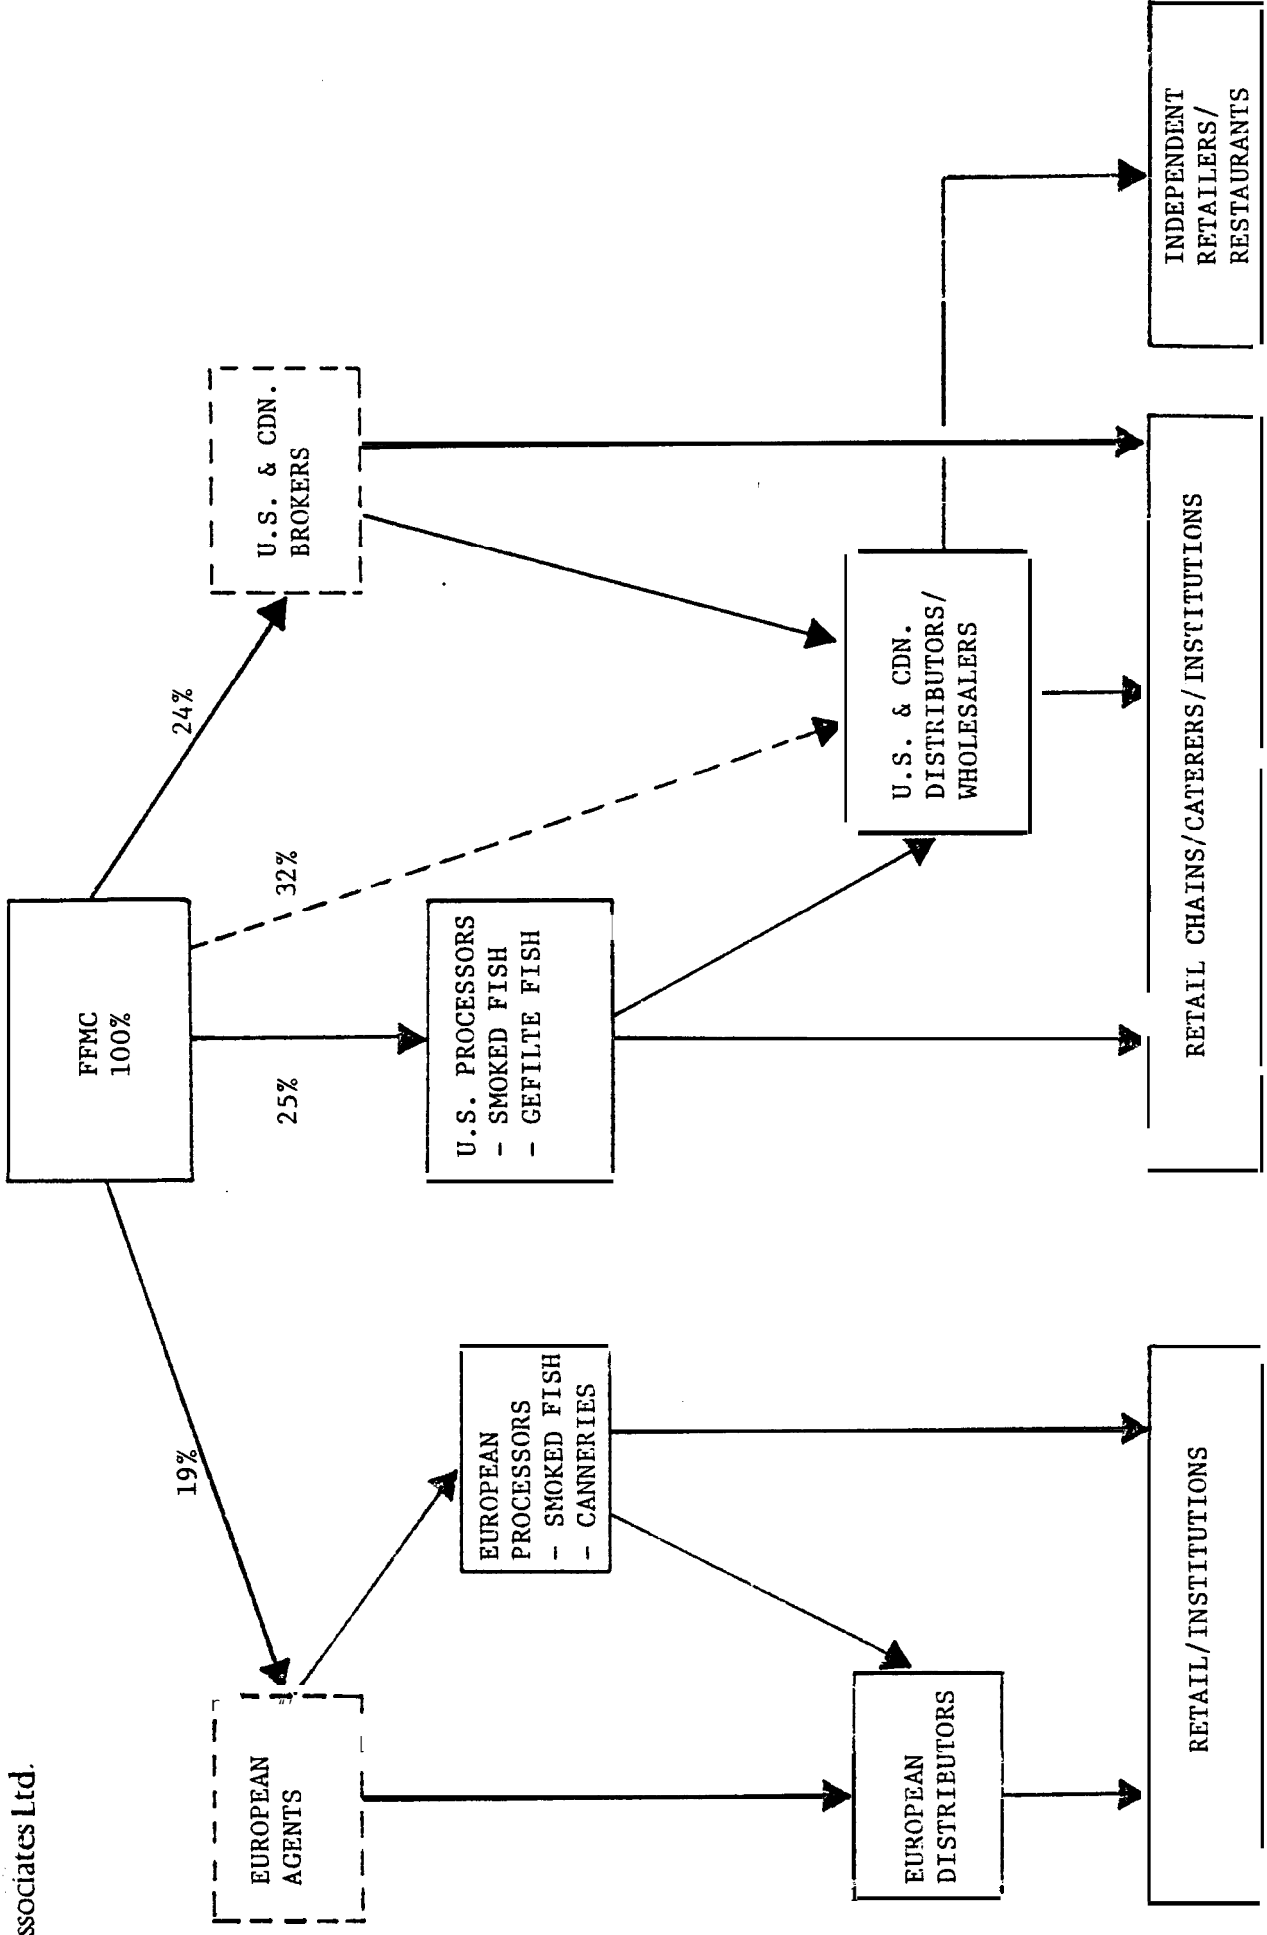 ssociates Ltd.
FFMC
100%
19%
25%
32%
24%
EUROPEAN
AGENTS
U.S. & CDN.
BROKERS
EUROPEAN
PROCESSORS
- SMOKED FISH
- CANNERIES
U.S. PROCESSORS
- SMOKED FISH
- GEFILTE FISH
EUROPEAN
DISTRIBUTORS
U.S. & CDN.
DISTRIBUTORS/
WHOLESALERS
RETAIL/INSTITUTIONS
RETAIL CHAINS/CATERERS/INSTITUTIONS
INDEPENDENT
RETAILERS/
RESTAURANTS